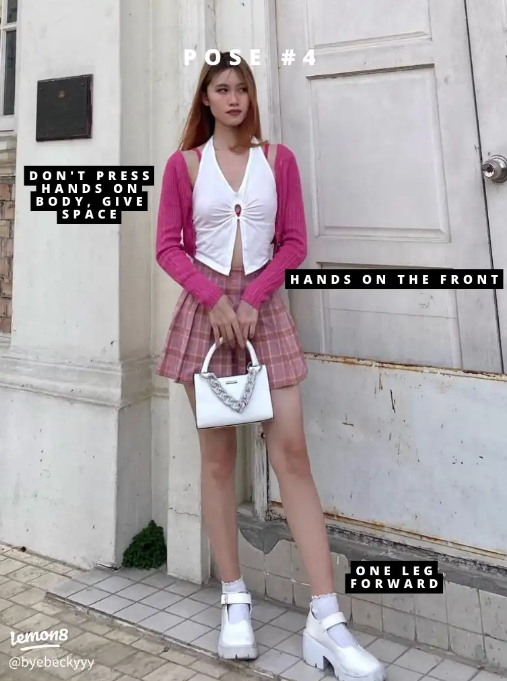 POSE #4
DON'T PRESS
HANDS ON
BODY, GIVE
SPACE
HANDS ON THE FRONT
ONE LEG
FORWARD
lemon8
@byebeckyyy